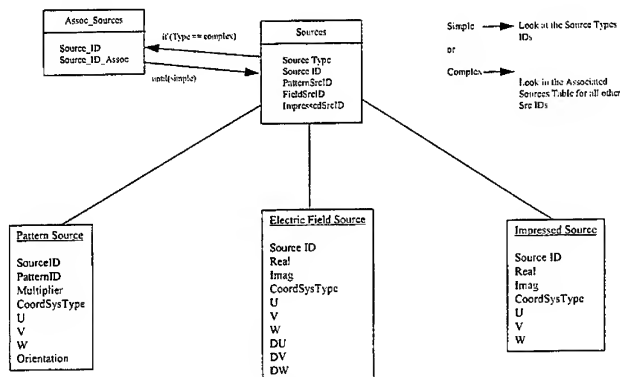 Assoc_Sources
Source_ID
Source_ID_Assoc
if (Type == complex)
until(simple)
Sources
Source Type
Source ID
PatternSrcID
FieldSrcID
ImpressedSrcID
Simple
Look at the Source Types
IDs
or
Complex
Look in the Associated
Sources Table for all other
Src IDs
Pattern Source
SourceID
PatternID
Multiplier
CoordSysType
U
V
W
Orientation
Electric Field Source
Source ID
Real
Imag
CoordSysType
U
V
W
DU
DV
DW
Impressed Source
Source ID
Real
Imag
CoordSysType
U
V
W